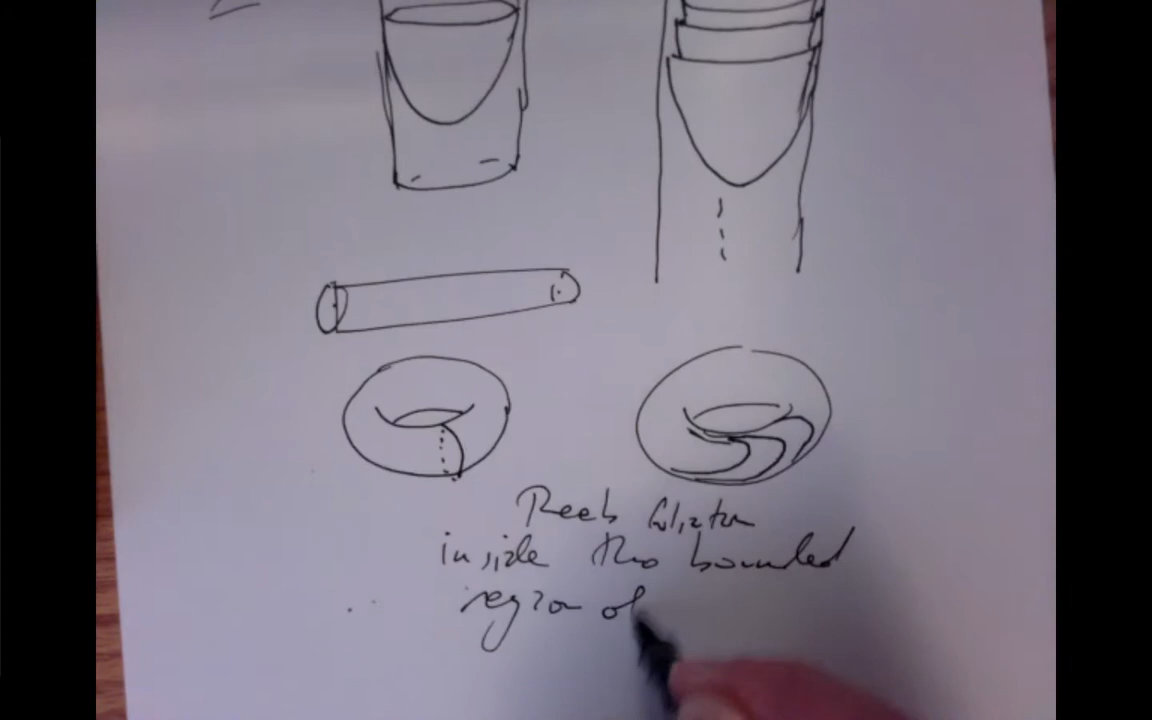 Reeb foliation
inside the bounded
region of